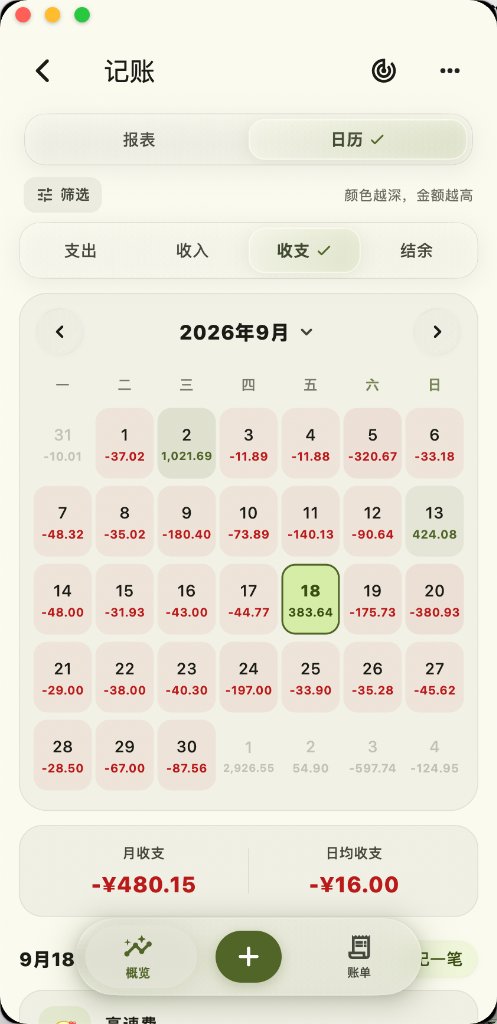 记账
报表 日历
筛选 颜色越深，金额越高
支出 收入 收支 结余
2026年9月
一 二 三 四 五 六 日
31 1 2 3 4 5 6
-10.01 -37.02 1,021.69 -11.89 -11.88 -320.67 -33.18
7 8 9 10 11 12 13
-48.32 -35.02 -180.40 -73.89 -140.13 -90.64 424.08
14 15 16 17 18 19 20
-48.00 -31.93 -43.00 -44.77 383.64 -175.73 -380.93
21 22 23 24 25 26 27
-29.00 -38.00 -40.30 -197.00 -33.90 -35.28 -45.62
28 29 30 1 2 3 4
-28.50 -67.00 -87.56 2,926.55 54.90 -597.74 -124.95
月收支 日均收支
-¥480.15 -¥16.00
9月18 记一笔
概览 账单
高速费